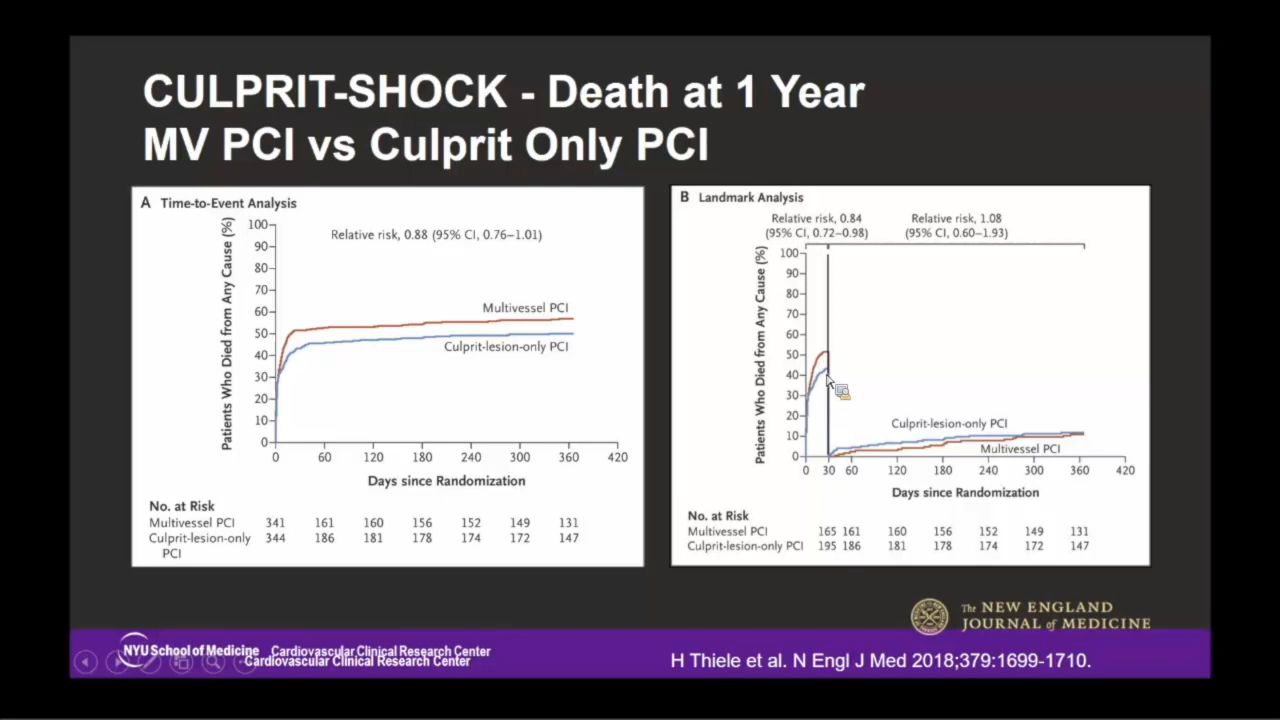 CULPRIT-SHOCK - Death at 1 Year
MV PCI vs Culprit Only PCI
A Time-to-Event Analysis
Relative risk, 0.88 (95% CI, 0.76–1.01)
Patients Who Died from Any Cause (%)
100
90
80
70
60
50
40
30
20
10
0
Multivessel PCI
Culprit-lesion-only PCI
0 60 120 180 240 300 360 420
Days since Randomization
No. at Risk
Multivessel PCI 341 161 160 156 152 149 131
Culprit-lesion-only 344 186 181 178 174 172 147
PCI
B Landmark Analysis
Relative risk, 0.84 Relative risk, 1.08
(95% CI, 0.72–0.98) (95% CI, 0.60–1.93)
Patients Who Died from Any Cause (%)
100
90
80
70
60
50
40
30
20
10
0
Culprit-lesion-only PCI
Multivessel PCI
0 30 60 120 180 240 300 360 420
Days since Randomization
No. at Risk
Multivessel PCI 165 161 160 156 152 149 131
Culprit-lesion-only PCI 195 186 181 178 174 172 147
The NEW ENGLAND
JOURNAL of MEDICINE
NYU School of Medicine Cardiovascular Clinical Research Center
Cardiovascular Clinical Research Center
H Thiele et al. N Engl J Med 2018;379:1699-1710.